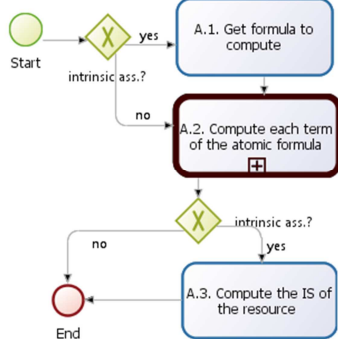 yes
A.1. Get formula to
compute
Start
intrinsic ass.?
no
A.2. Compute each term
of the atomic formula
intrinsic ass.?
no
yes
A.3. Compute the IS of
the resource
End